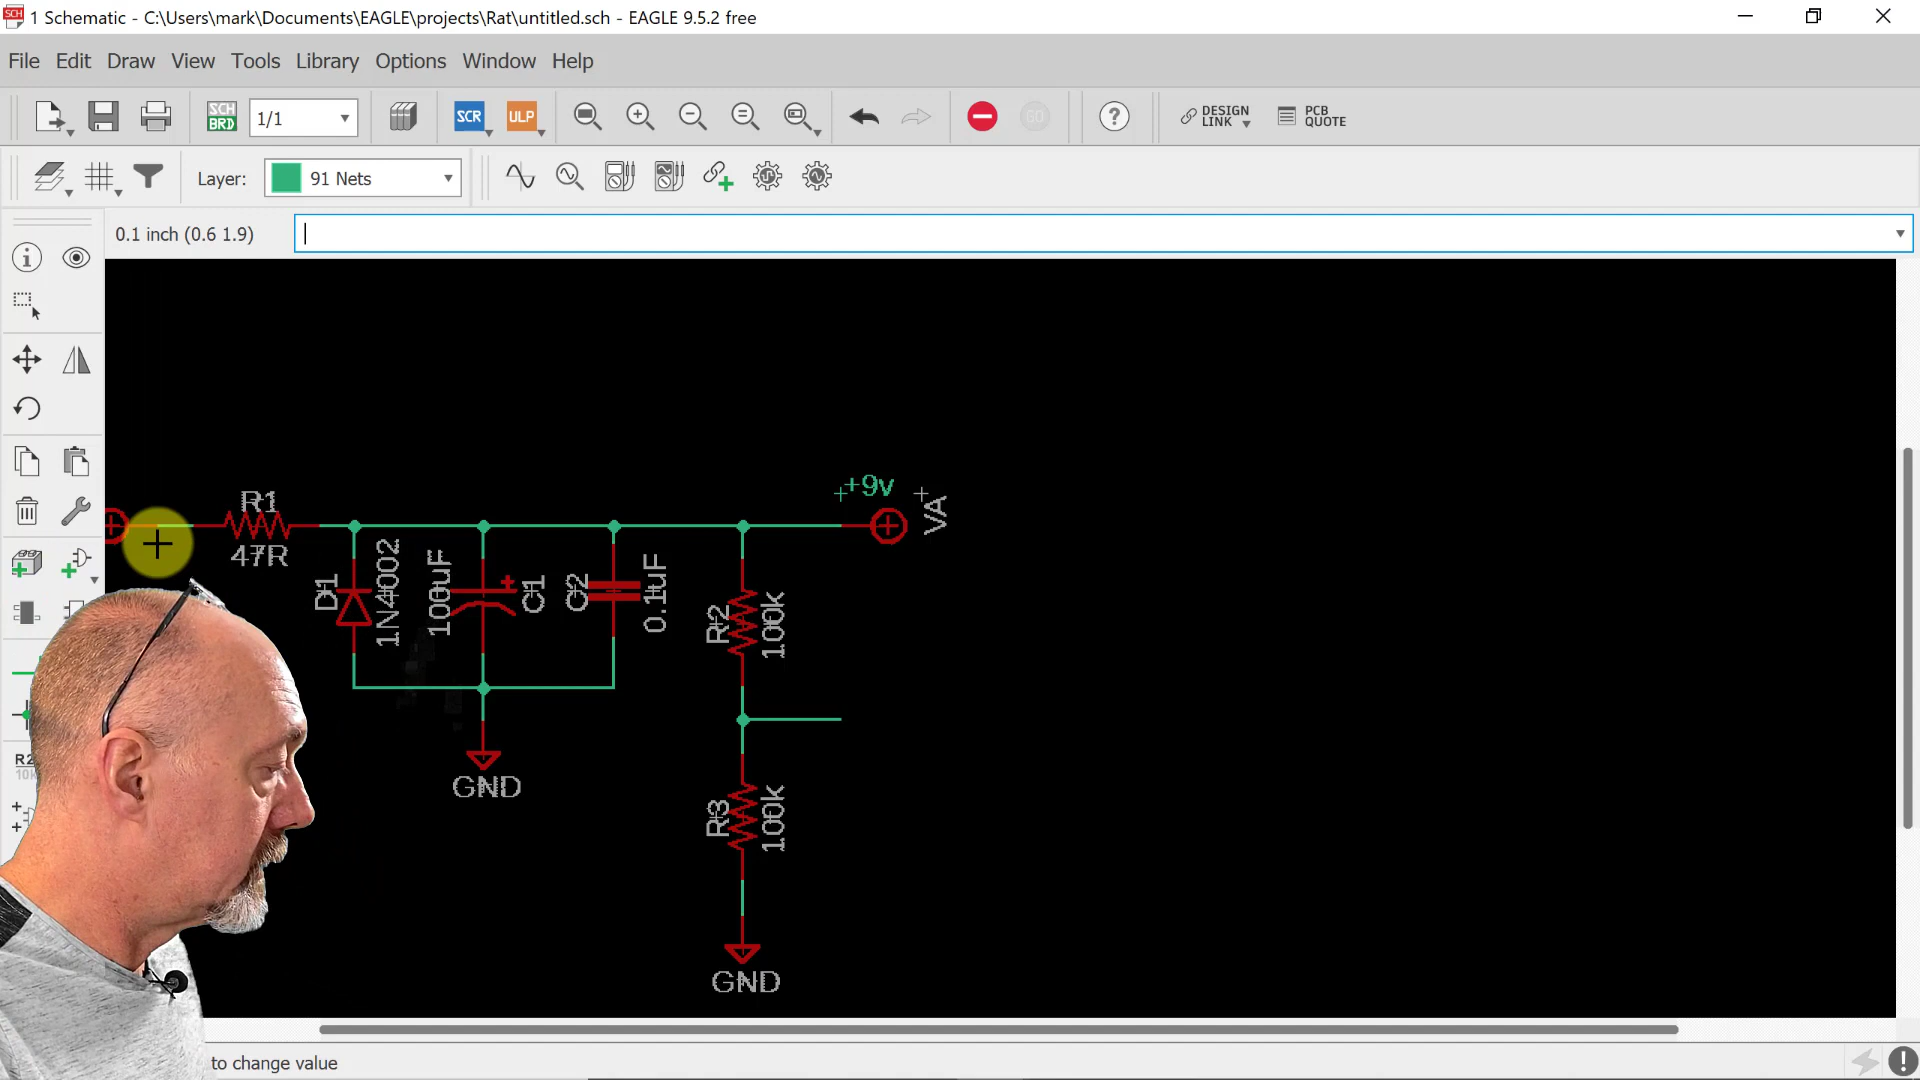 1 Schematic - C:\Users\mark\Documents\EAGLE\projects\Rat\untitled.sch - EAGLE 9.5.2 free
File Edit Draw View Tools Library Options Window Help
SCH
BRD
1/1
SCR
ULP
GO
DESIGN
LINK
PCB
QUOTE
Layer: 91 Nets
0.1 inch (0.6 1.9)
+9v
VA
R1
47R
D1
1N4002
100uF
C1
C2
0.1uF
R2
100k
GND
R3
100k
GND
R2
10k
to change value